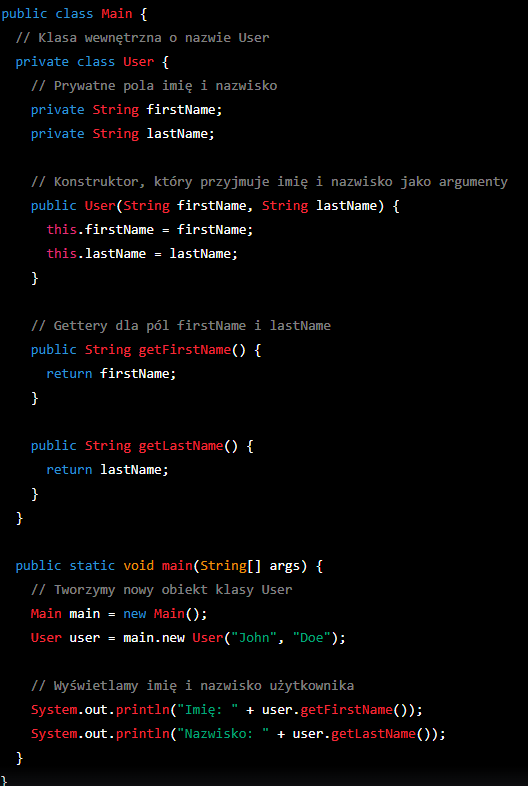 public class Main {
  // Klasa wewnętrzna o nazwie User
  private class User {
    // Prywatne pola imię i nazwisko
    private String firstName;
    private String lastName;

    // Konstruktor, który przyjmuje imię i nazwisko jako argumenty
    public User(String firstName, String lastName) {
      this.firstName = firstName;
      this.lastName = lastName;
    }

    // Gettery dla pól firstName i lastName
    public String getFirstName() {
      return firstName;
    }

    public String getLastName() {
      return lastName;
    }
  }

  public static void main(String[] args) {
    // Tworzymy nowy obiekt klasy User
    Main main = new Main();
    User user = main.new User("John", "Doe");

    // Wyświetlamy imię i nazwisko użytkownika
    System.out.println("Imię: " + user.getFirstName());
    System.out.println("Nazwisko: " + user.getLastName());
  }
}